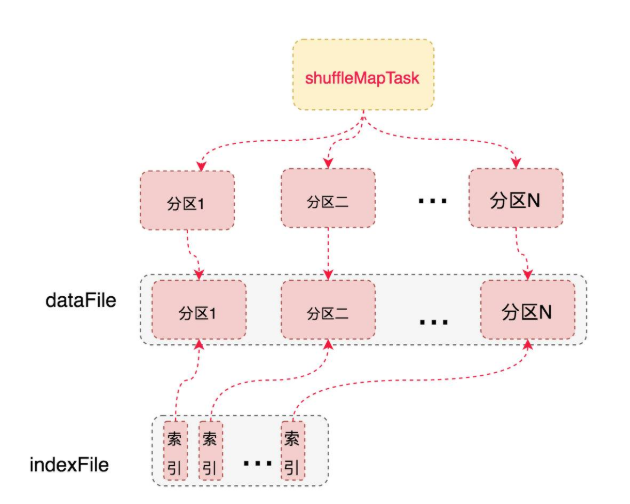 shuffleMapTask
分区1
分区二
...
分区N
dataFile
分区1
分区二
...
分区N
indexFile
索引
索引
...
索引